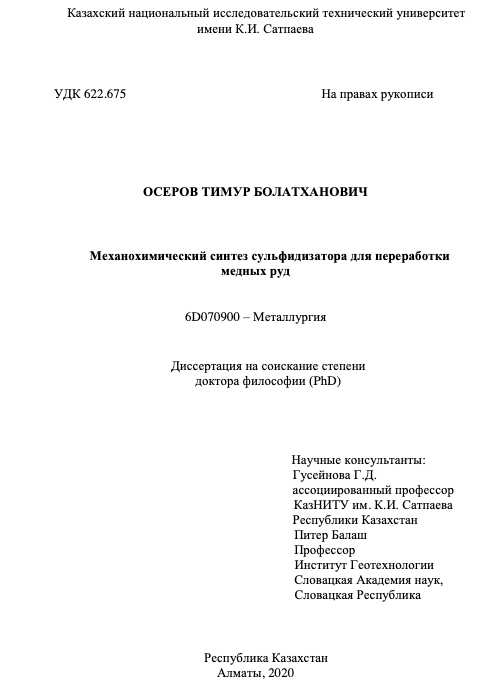 Казахский национальный исследовательский технический университет
имени К.И. Сатпаева
УДК 622.675 На правах рукописи
ОСЕРОВ ТИМУР БОЛАТХАНОВИЧ
Механохимический синтез сульфидизатора для переработки
медных руд
6D070900 – Металлургия
Диссертация на соискание степени
доктора философии (PhD)
Научные консультанты:
Гусейнова Г.Д.
ассоциированный профессор
КазНИТУ им. К.И. Сатпаева
Республики Казахстан
Питер Балаш
Профессор
Институт Геотехнологии
Словацкая Академия наук,
Словацкая Республика
Республика Казахстан
Алматы, 2020